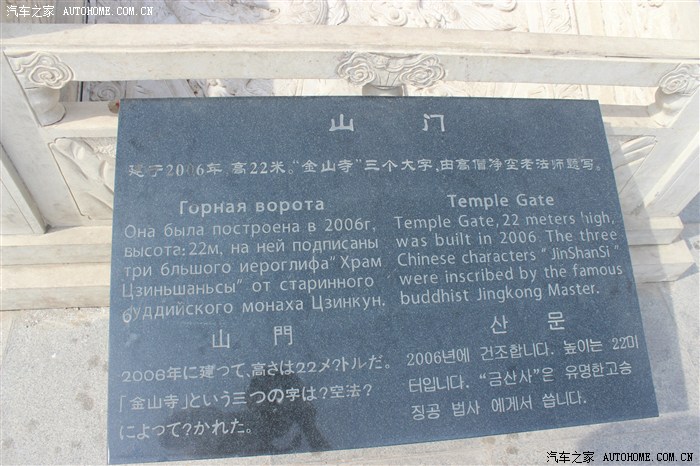 汽车之家 AUTOHOME.COM.CN
山 门
建于2006年,高22米。“金山寺”三个大字,由高僧净空老法师题写。
Горная ворота
Она была построена в 2006г,
высота: 22м, на ней подписаны
три бльшого иероглифа“ Храм
Цзиньшаньсы” от старинного
буддийского монаха Цзинкун.
б
Temple Gate
Temple Gate, 22 meters high,
was built in 2006 The three
Chinese characters “ JinShanSi ”
were inscribed by the famous
buddhist Jingkong Master.
山 門
2006年に建つて、高さは22メ?トルだ。
「金山寺」という三つの字は?空法?
によって?かれた。
산 문
2006년에 건조합니다. 높이는 22미
터입니다. “금산사”은 유명한고승
징공 법사 에게서 씁니다.
汽车之家 AUTOHOME.COM.CN